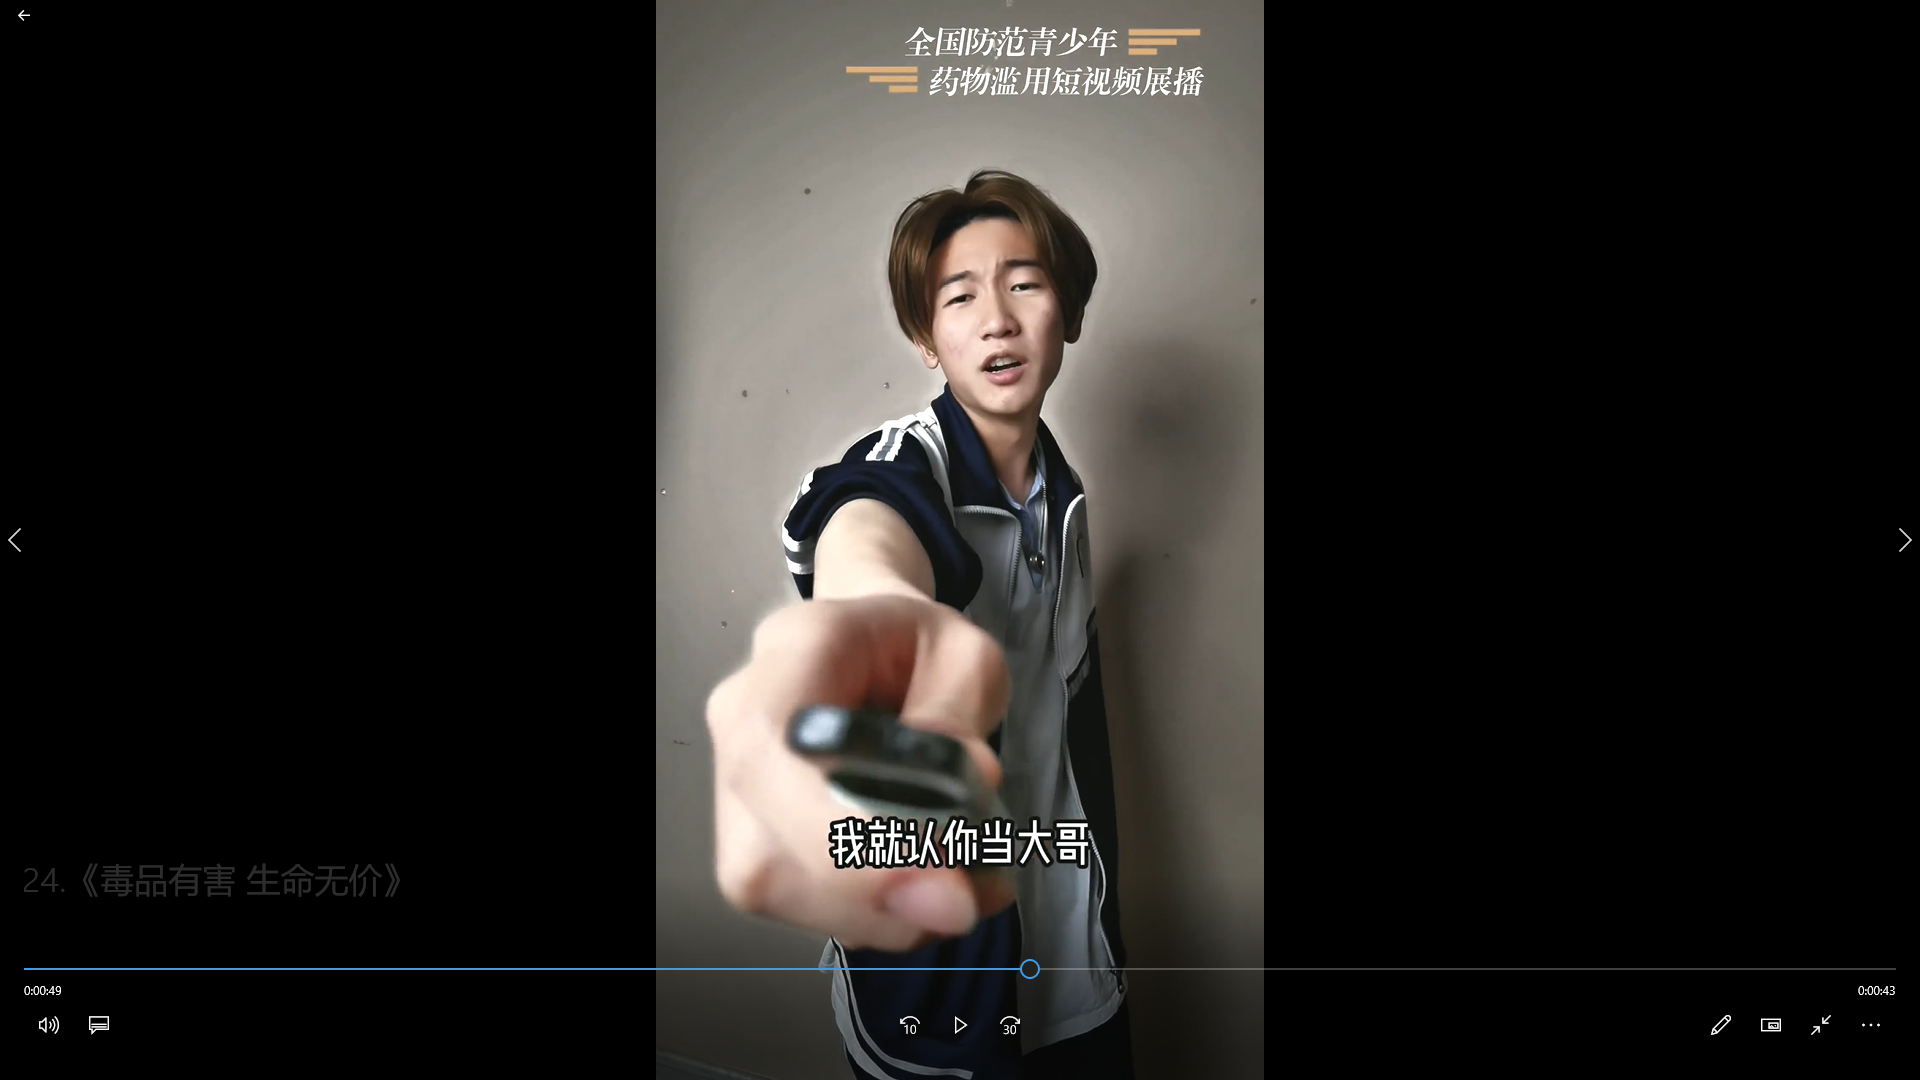 全国防范青少年
药物滥用短视频展播
我就认你当大哥
24.《毒品有害 生命无价》
0:00:49
0:00:43
10
30